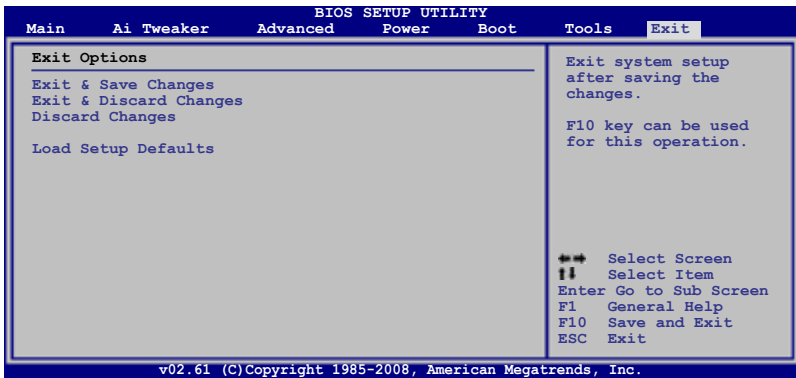 BIOS SETUP UTILITY
Main Ai Tweaker Advanced Power Boot Tools Exit
Exit Options
Exit & Save Changes
Exit & Discard Changes
Discard Changes
Load Setup Defaults
Exit system setup
after saving the
changes.
F10 key can be used
for this operation.
Select Screen
Select Item
Enter Go to Sub Screen
F1 General Help
F10 Save and Exit
ESC Exit
v02.61 (C)Copyright 1985-2008, American Megatrends, Inc.